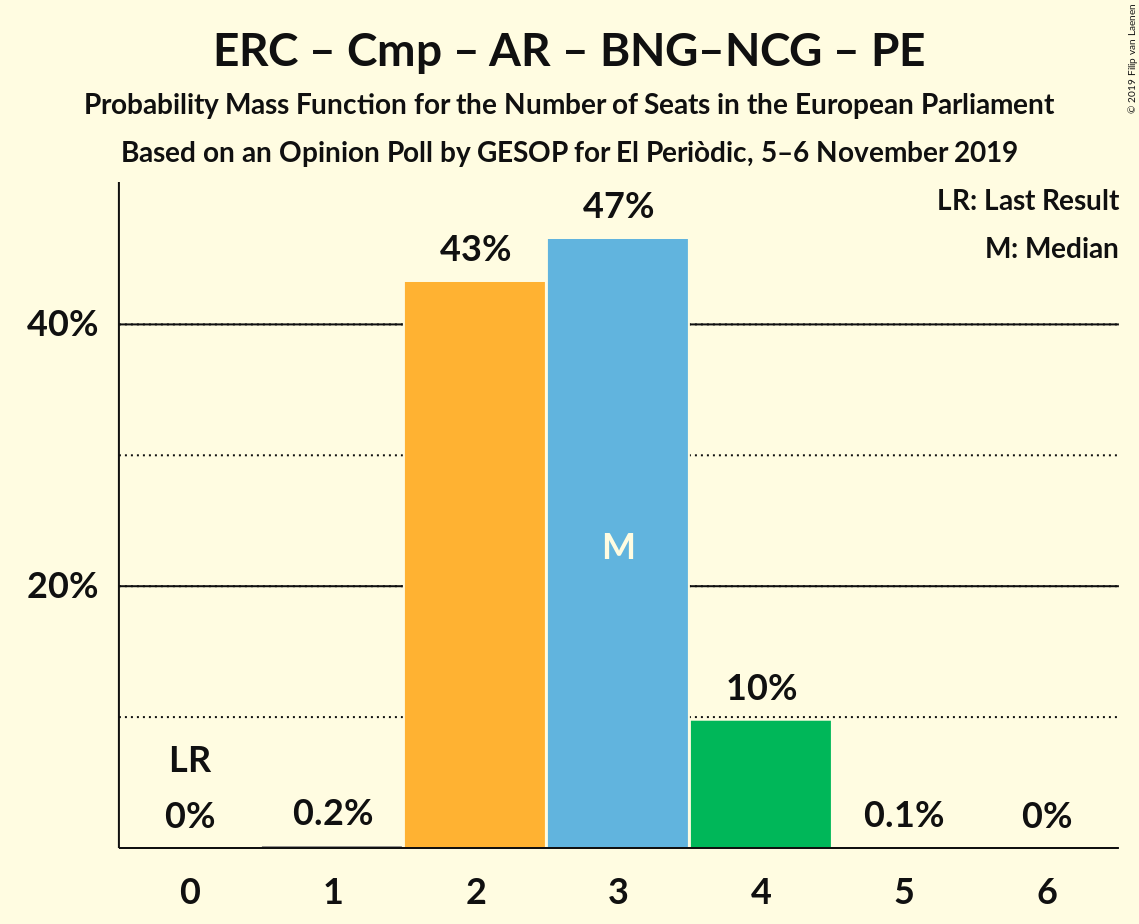 ERC – Cmp – AR – BNG–NCG – PE
Probability Mass Function for the Number of Seats in the European Parliament
Based on an Opinion Poll by GESOP for El Periòdic, 5–6 November 2019
© 2019 Filip van Laenen
LR: Last Result
M: Median
47%
43%
40%
M
20%
10%
LR
0%
0.2%
0.1%
0%
0 1 2 3 4 5 6